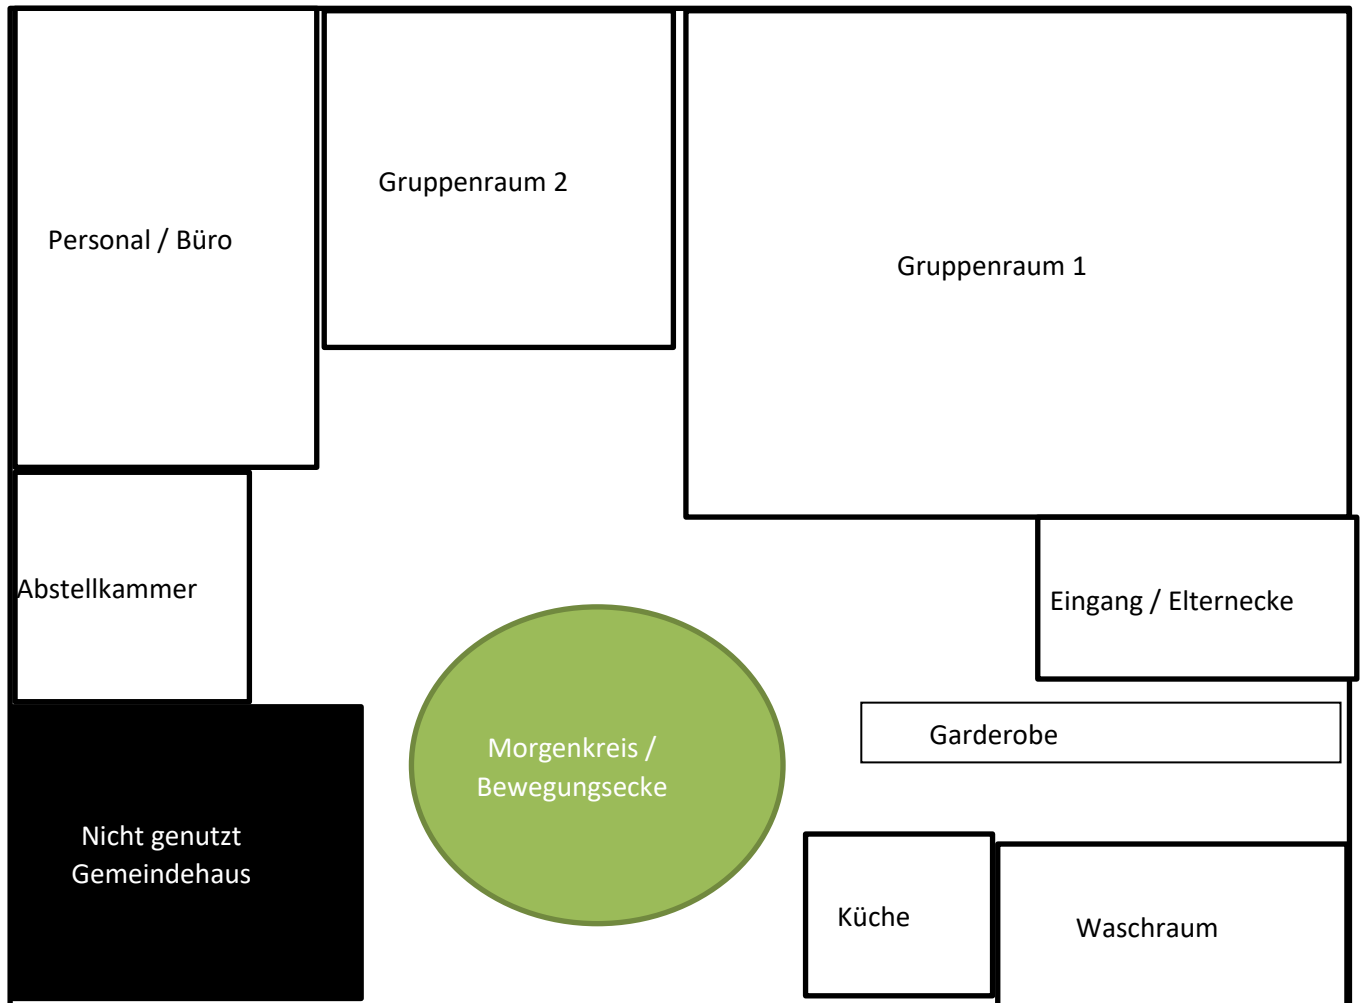 Gruppenraum 2
Personal / Büro
Gruppenraum 1
Abstellkammer
Eingang / Elternecke
Garderobe
Morgenkreis /
Bewegungsecke
Nicht genutzt
Gemeindehaus
Küche
Waschraum